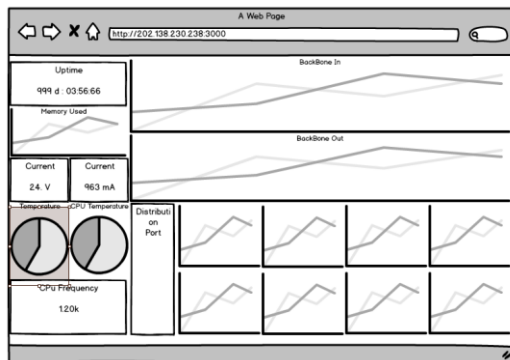 A Web Page
http://202.138.230.238:3000
Uptime
999 d : 03:56:66
Memory Used
Current
24. V
Current
963 mA
Temperature
CPU Temperature
CPu Frequency
120k
BackBone In
BackBone Out
Distributi
on
Port